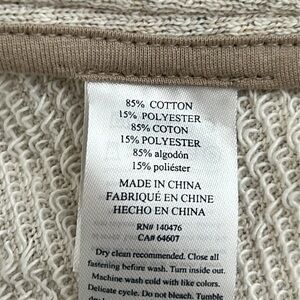 85% COTTON
15% POLYESTER
85% COTON
15% POLYESTER
85% algodón
15% poliéster
MADE IN CHINA
FABRIQUÉ EN CHINE
HECHO EN CHINA
RN# 140476
CA# 64607
Dry clean recommended. Close all
fastening before wash. Turn inside out.
Machine wash cold with like colors.
Delicate cycle. Do not bleach. Tumble